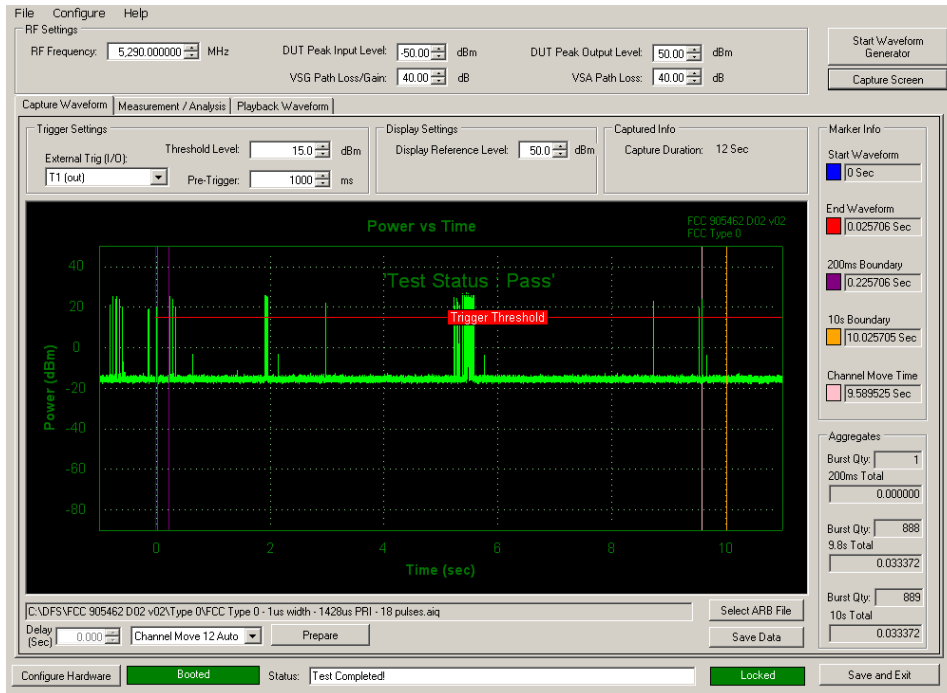 File Configure Help
RF Settings
RF Frequency: 5,290.000000 MHz DUT Peak Input Level: -50.00 dBm DUT Peak Output Level: 50.00 dBm
VSG Path Loss/Gain: 40.00 dB VSA Path Loss: 40.00 dB
Start Waveform Generator
Capture Screen
Capture Waveform Measurement / Analysis Playback Waveform
Trigger Settings
External Trig (I/O): Threshold Level: 15.0 dBm
T1 (out) Pre-Trigger: 1000 ms
Display Settings
Display Reference Level: 50.0 dBm
Captured Info
Capture Duration: 12 Sec
Marker Info
Start Waveform
0 Sec
End Waveform
0.025706 Sec
200ms Boundary
0.225706 Sec
10s Boundary
10.025705 Sec
Channel Move Time
9.589525 Sec
Power vs Time
FCC 905462 D02 v02
FCC Type 0
'Test Status : Pass'
Trigger Threshold
40
20
0
-20
-40
-60
-80
Power (dBm)
0 2 4 6 8 10
Time (sec)
Aggregates
Burst Qty: 1
200ms Total
0.000000
Burst Qty: 888
9.8s Total
0.033372
Burst Qty: 889
10s Total
0.033372
C:\DFS\FCC 905462 D02 v02\Type 0\FCC Type 0 - 1us width - 1428us PRI - 18 pulses.aiq
Select ARB File
Delay (Sec) 0.000 Channel Move 12 Auto Prepare
Save Data
Configure Hardware Booted Status: Test Completed! Locked Save and Exit